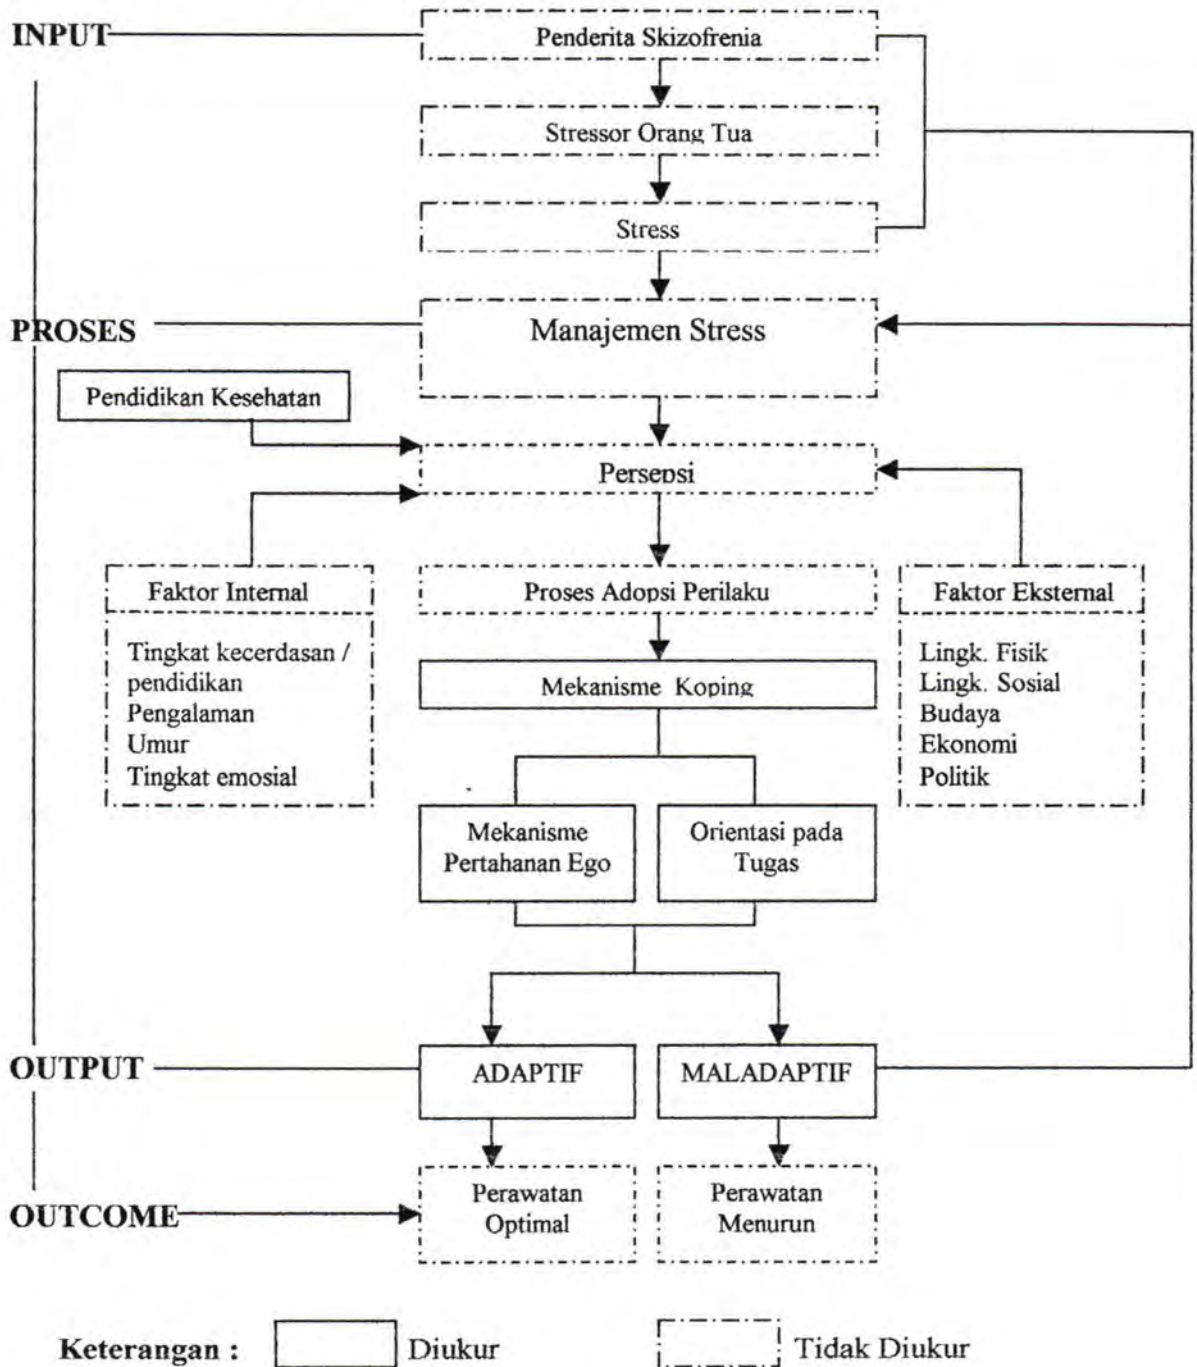 INPUT
Penderita Skizofrenia
Stressor Orang Tua
Stress
PROSES
Manajemen Stress
Pendidikan Kesehatan
Persepsi
Faktor Internal
Tingkat kecerdasan /
pendidikan
Pengalaman
Umur
Tingkat emosial
Proses Adopsi Perilaku
Faktor Eksternal
Lingk. Fisik
Lingk. Sosial
Budaya
Ekonomi
Politik
Mekanisme Koping
Mekanisme
Pertahanan Ego
Orientasi pada
Tugas
OUTPUT
ADAPTIF
MALADAPTIF
OUTCOME
Perawatan
Optimal
Perawatan
Menurun
Keterangan :
Diukur
Tidak Diukur